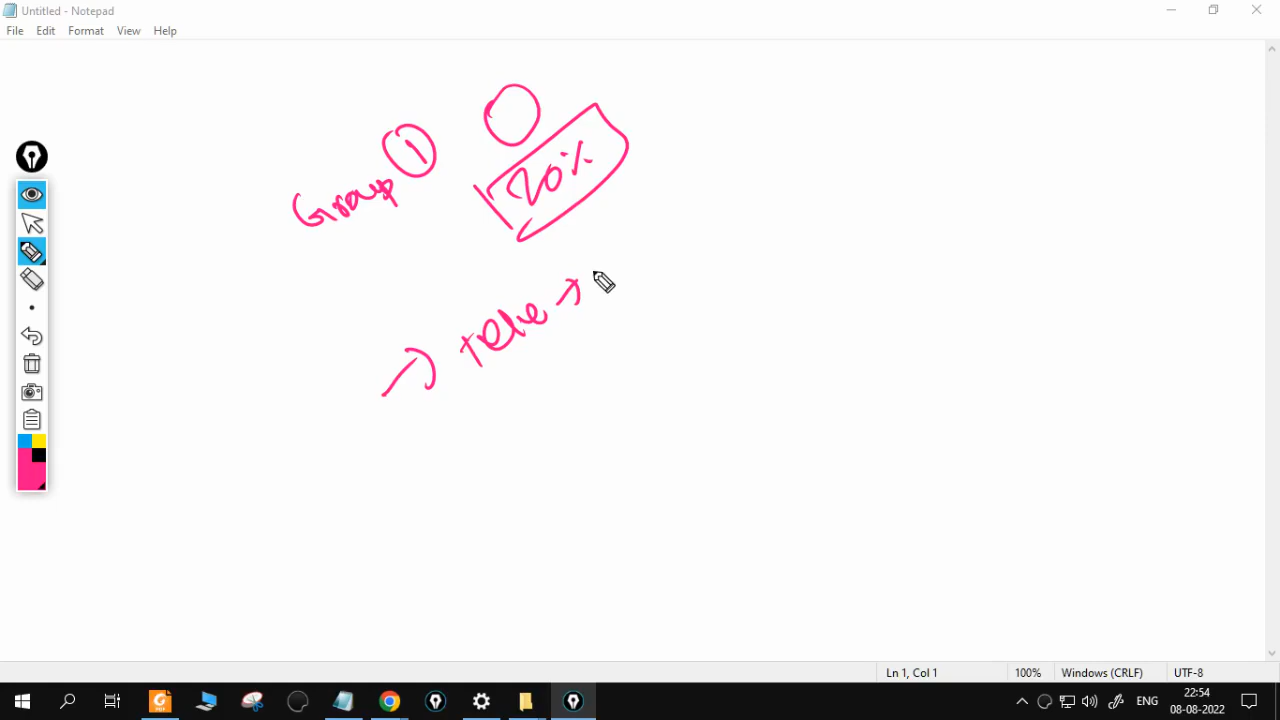 Untitled - Notepad
File Edit Format View Help
Group 1
20%
Ln 1, Col 1 100% Windows (CRLF) UTF-8
ENG 22:54
08-08-2022